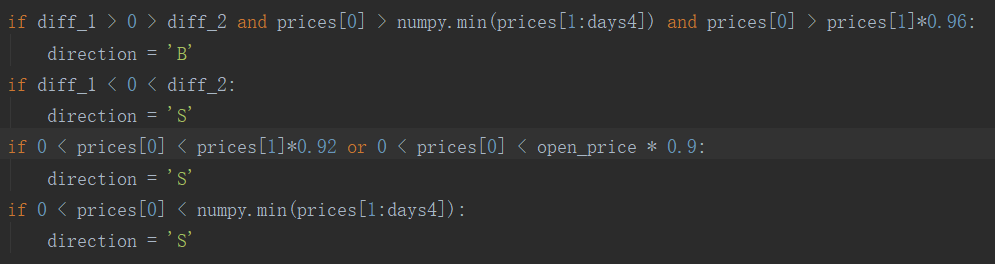 if diff_1 > 0 > diff_2 and prices[0] > numpy.min(prices[1:days4]) and prices[0] > prices[1]*0.96:
    direction = 'B'
if diff_1 < 0 < diff_2:
    direction = 'S'
if 0 < prices[0] < prices[1]*0.92 or 0 < prices[0] < open_price * 0.9:
    direction = 'S'
if 0 < prices[0] < numpy.min(prices[1:days4]):
    direction = 'S'